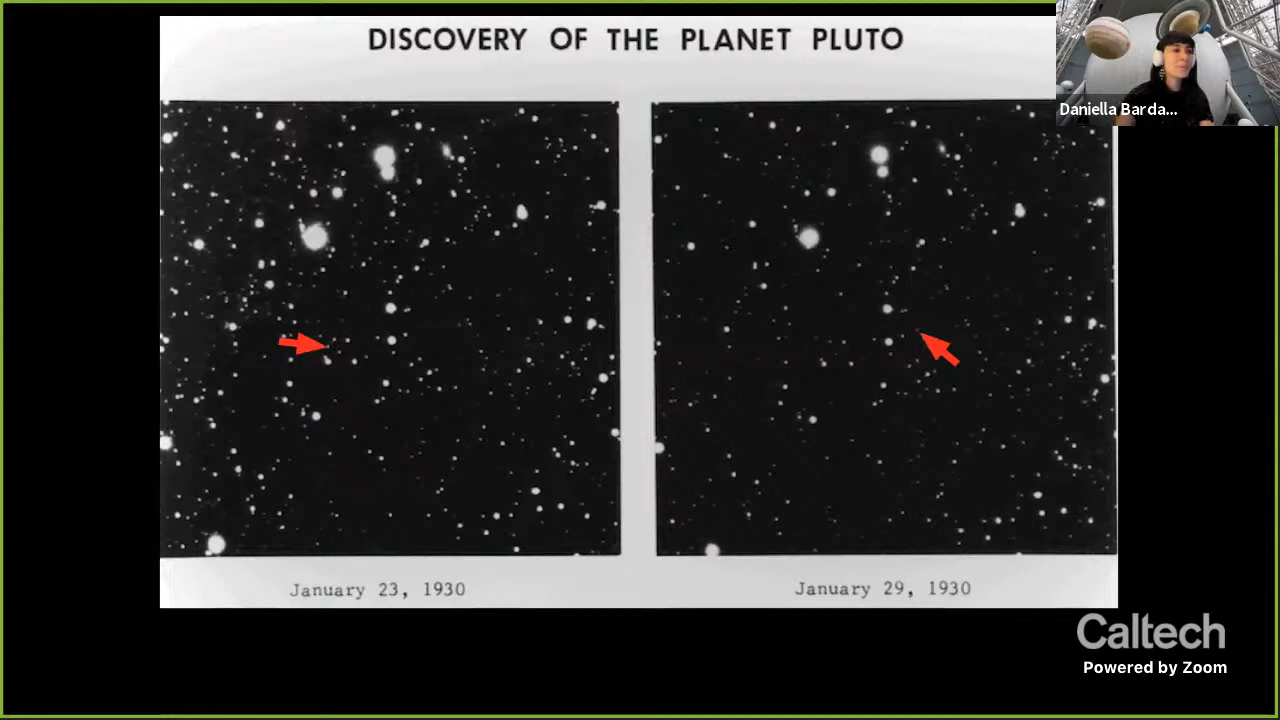 DISCOVERY OF THE PLANET PLUTO
Daniella Barda...
January 23, 1930
January 29, 1930
Caltech
Powered by Zoom